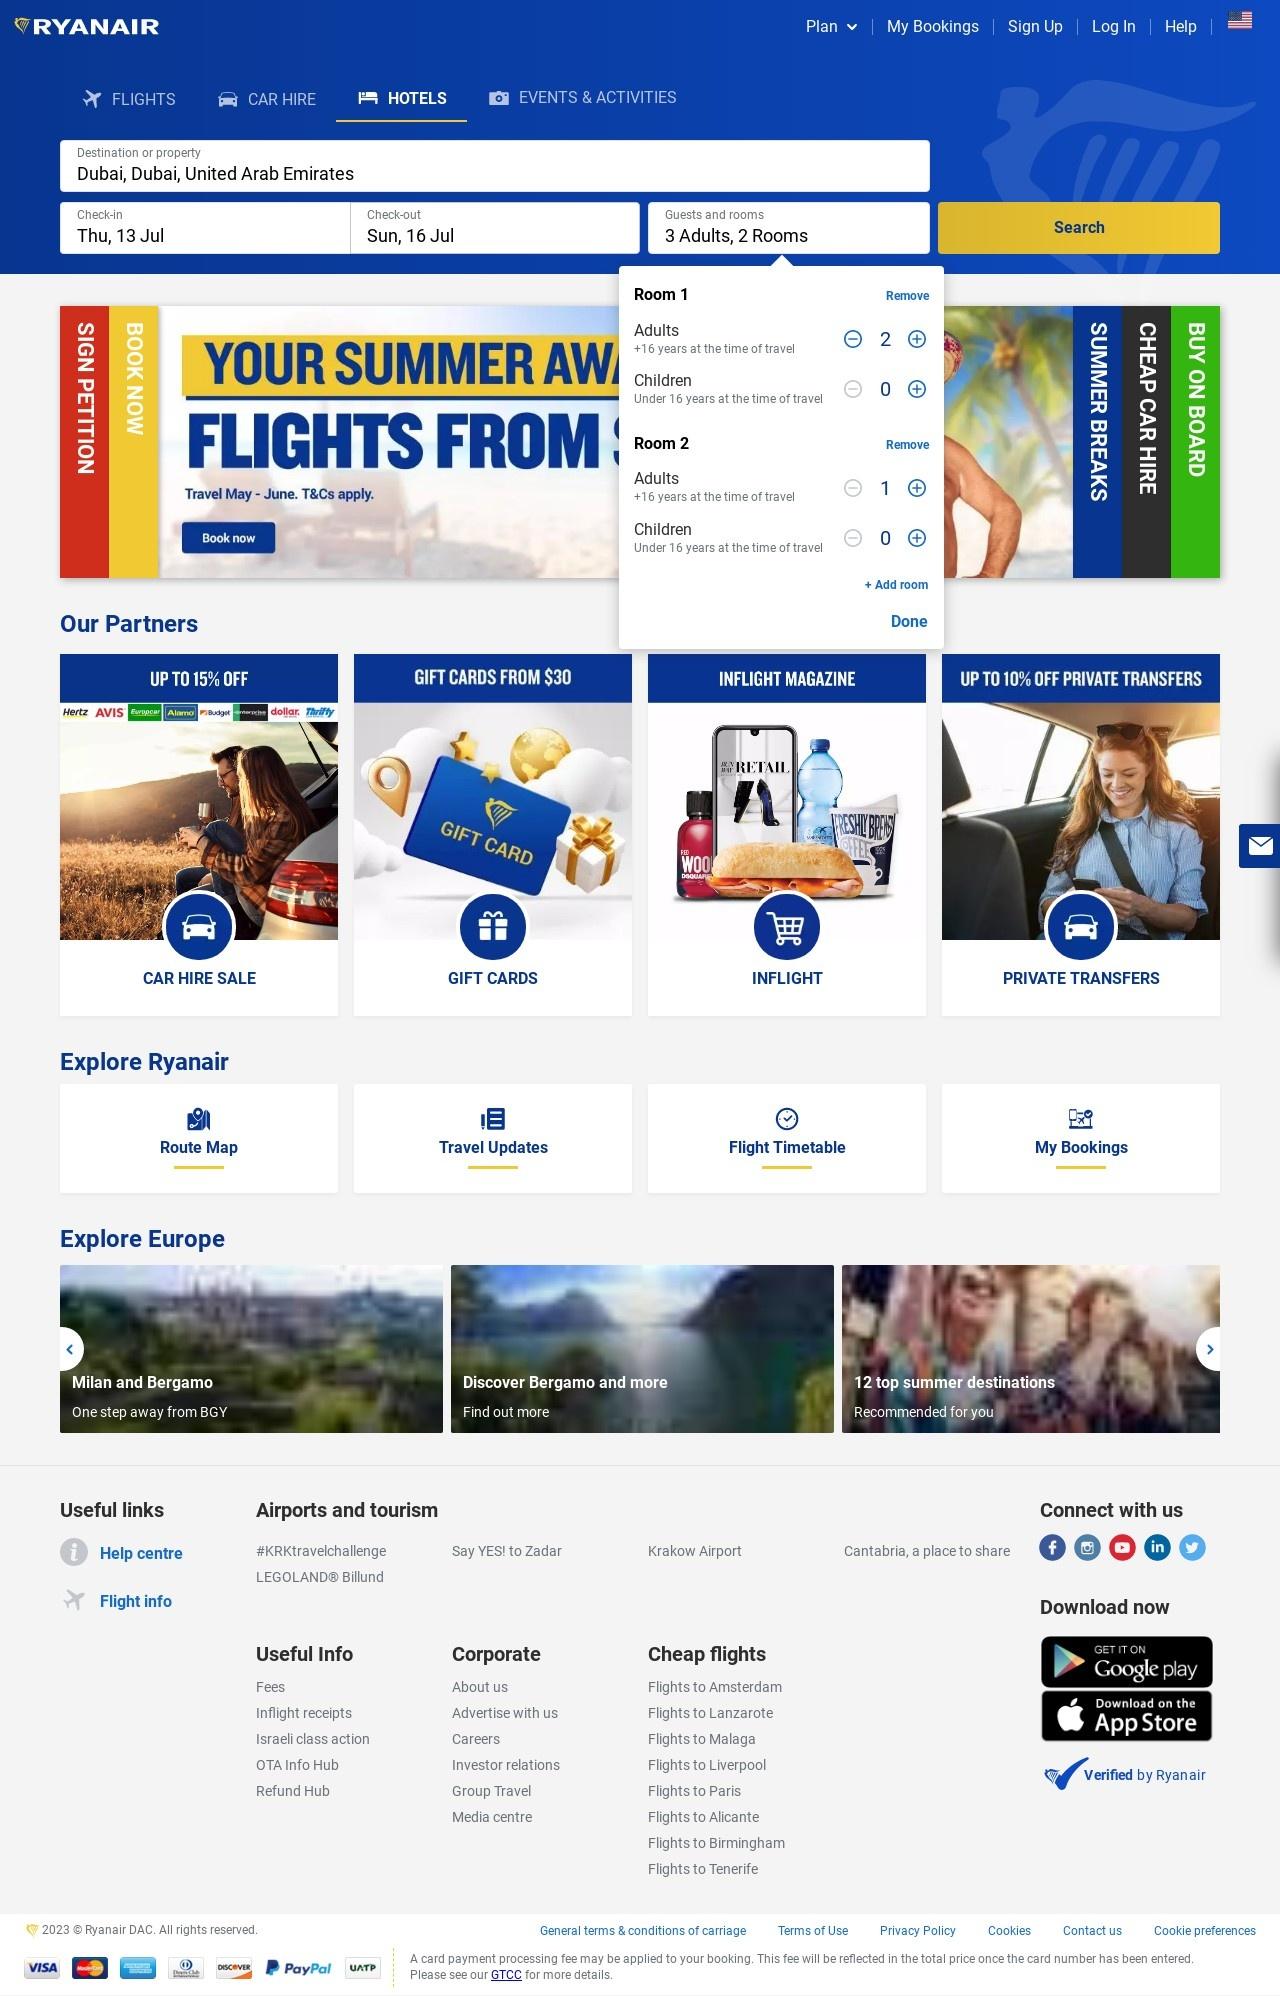 RYANAIR
Plan
My Bookings
Sign Up
Log In
Help
FLIGHTS
CAR HIRE
HOTELS
EVENTS & ACTIVITIES
Destination or property
Dubai, Dubai, United Arab Emirates
Check-in
Thu, 13 Jul
Check-out
Sun, 16 Jul
Guests and rooms
3 Adults, 2 Rooms
Search
Room 1
Remove
Adults
+16 years at the time of travel
2
Children
Under 16 years at the time of travel
0
Room 2
Remove
Adults
+16 years at the time of travel
1
Children
Under 16 years at the time of travel
0
+ Add room
Done
SIGN PETITION
BOOK NOW
YOUR SUMMER AWA
FLIGHTS FROM
Travel May - June. T&Cs apply.
Book now
SUMMER BREAKS
CHEAP CAR HIRE
BUY ON BOARD
Our Partners
UP TO 15% OFF
Hertz AVIS Europcar Alamo Budget enterprise dollar. Thrifty
CAR HIRE SALE
GIFT CARDS FROM $30
GIFT CARD
GIFT CARDS
INFLIGHT MAGAZINE
RETAIL
RED
WOO
DSQUAR
FRESHLY BREWE
COFFEE
INFLIGHT
UP TO 10% OFF PRIVATE TRANSFERS
PRIVATE TRANSFERS
Explore Ryanair
Route Map
Travel Updates
Flight Timetable
My Bookings
Explore Europe
Milan and Bergamo
One step away from BGY
Discover Bergamo and more
Find out more
12 top summer destinations
Recommended for you
Useful links
Help centre
Flight info
Airports and tourism
#KRKtravelchallenge
Say YES! to Zadar
Krakow Airport
Cantabria, a place to share
LEGOLAND® Billund
Connect with us
Download now
GET IT ON
Google play
Download on the
App Store
Verified by Ryanair
Useful Info
Fees
Inflight receipts
Israeli class action
OTA Info Hub
Refund Hub
Corporate
About us
Advertise with us
Careers
Investor relations
Group Travel
Media centre
Cheap flights
Flights to Amsterdam
Flights to Lanzarote
Flights to Malaga
Flights to Liverpool
Flights to Paris
Flights to Alicante
Flights to Birmingham
Flights to Tenerife
2023 © Ryanair DAC. All rights reserved.
General terms & conditions of carriage
Terms of Use
Privacy Policy
Cookies
Contact us
Cookie preferences
VISA
MasterCard
DISCOVER
PayPal
UATP
A card payment processing fee may be applied to your booking. This fee will be reflected in the total price once the card number has been entered.
Please see our GTCC for more details.